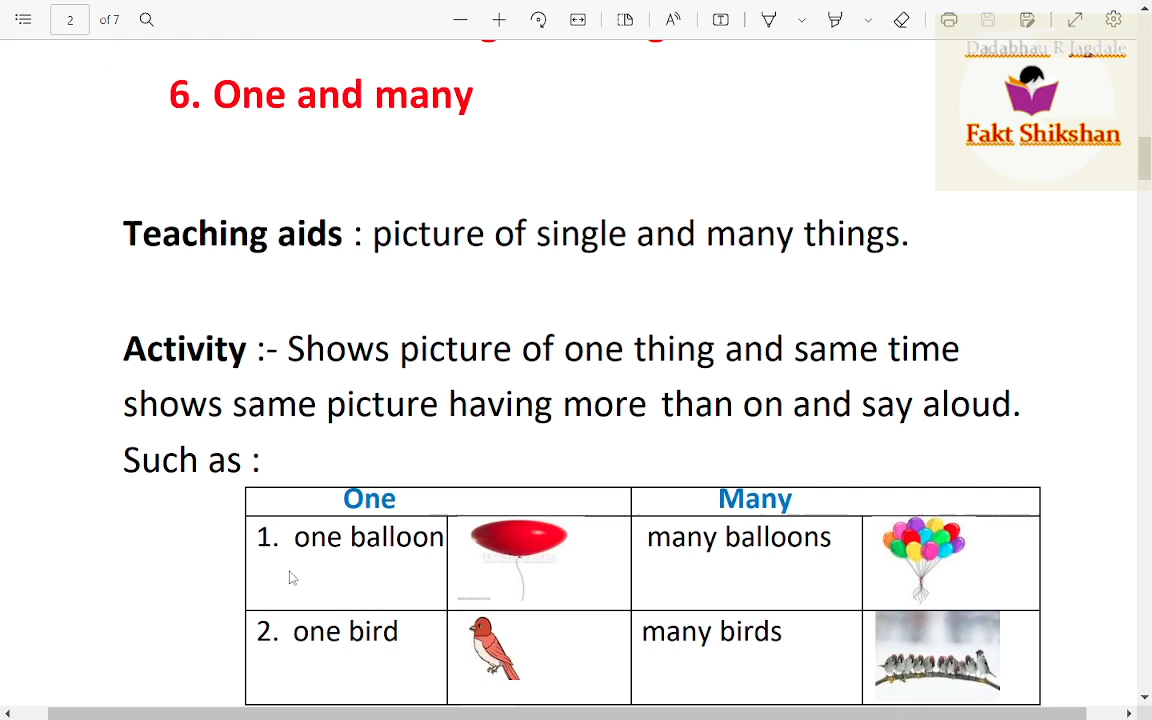 2 of 7
Dadabhau R Jagdale
6. One and many
Fakt Shikshan
Teaching aids : picture of single and many things.
Activity :- Shows picture of one thing and same time
shows same picture having more than on and say aloud.
Such as :
One Many
1. one balloon many balloons
2. one bird many birds